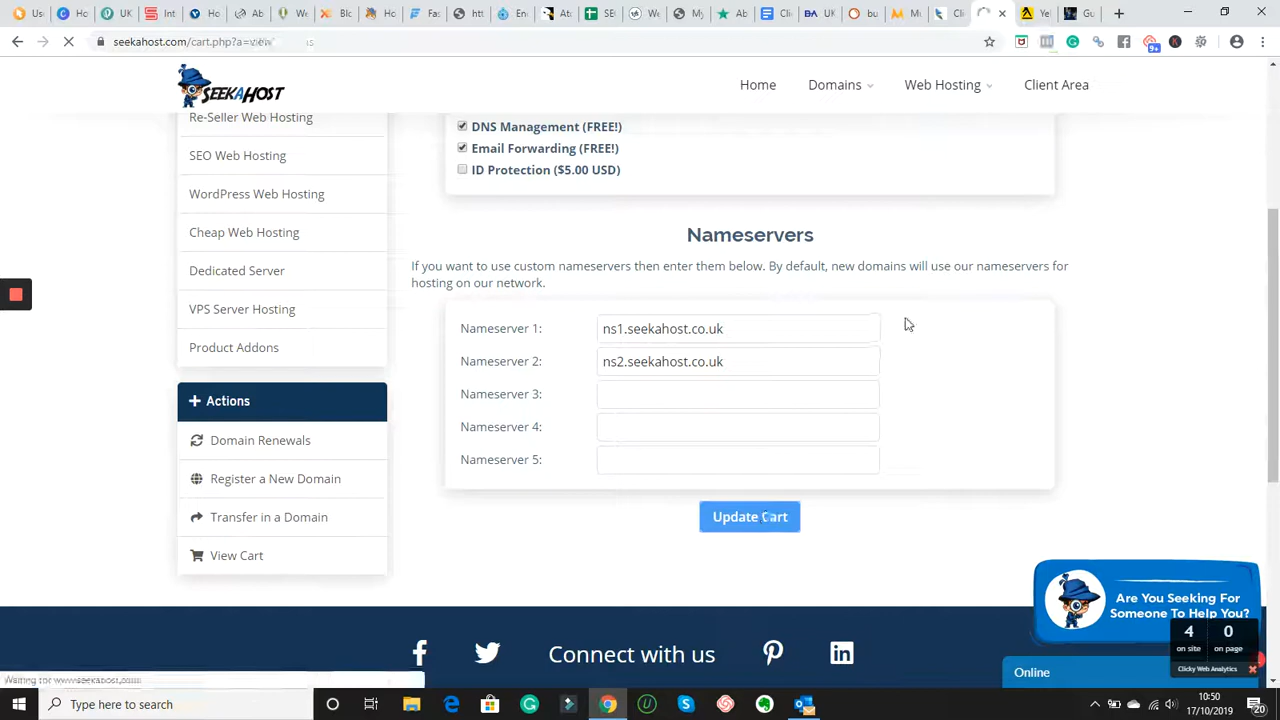 seekahost.com/cart.php?a=view
SEEKAHOST
Home
Domains
Web Hosting
Client Area
Re-Seller Web Hosting
SEO Web Hosting
WordPress Web Hosting
Cheap Web Hosting
Dedicated Server
VPS Server Hosting
Product Addons
Actions
Domain Renewals
Register a New Domain
Transfer in a Domain
View Cart
DNS Management (FREE!)
Email Forwarding (FREE!)
ID Protection ($5.00 USD)
Nameservers
If you want to use custom nameservers then enter them below. By default, new domains will use our nameservers for
hosting on our network.
Nameserver 1: ns1.seekahost.co.uk
Nameserver 2: ns2.seekahost.co.uk
Nameserver 3:
Nameserver 4:
Nameserver 5:
Update Cart
Connect with us
Are You Seeking For
Someone To Help You?
4 0
on site on page
Clicky Web Analytics
Online
Type here to search
10:50
17/10/2019